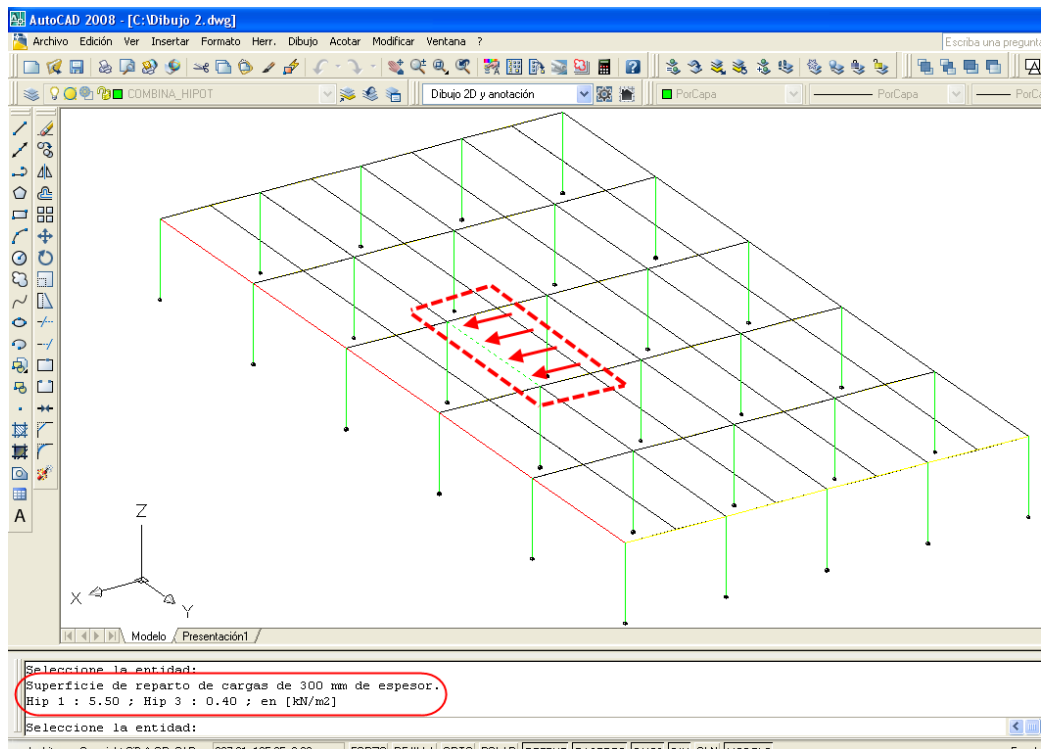 AutoCAD 2008 - [C:\Dibujo 2.dwg]
Archivo Edición Ver Insertar Formato Herr. Dibujo Acotar Modificar Ventana ?
Escriba una pregunta
COMBINA_HIPOT
Dibujo 2D y anotación
PorCapa
PorCapa
Z
X
Y
A
Modelo
Presentación1
Seleccione la entidad:
Superficie de reparto de cargas de 300 mm de espesor.
Hip 1 : 5.50 ; Hip 3 : 0.40 ; en [kN/m2]
Seleccione la entidad: